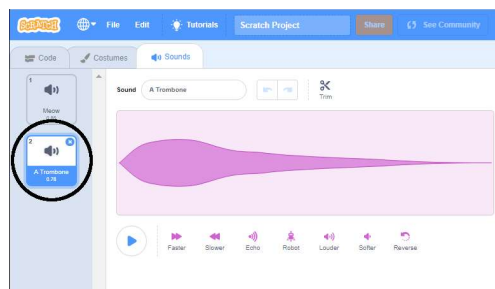 SCRATCH File Edit Tutorials Scratch Project Share See Community
Code Costumes Sounds
1
Meow
Sound A Trombone
Trim
2
A Trombone
0.78
Faster Slower Echo Robot Louder Softer Reverse